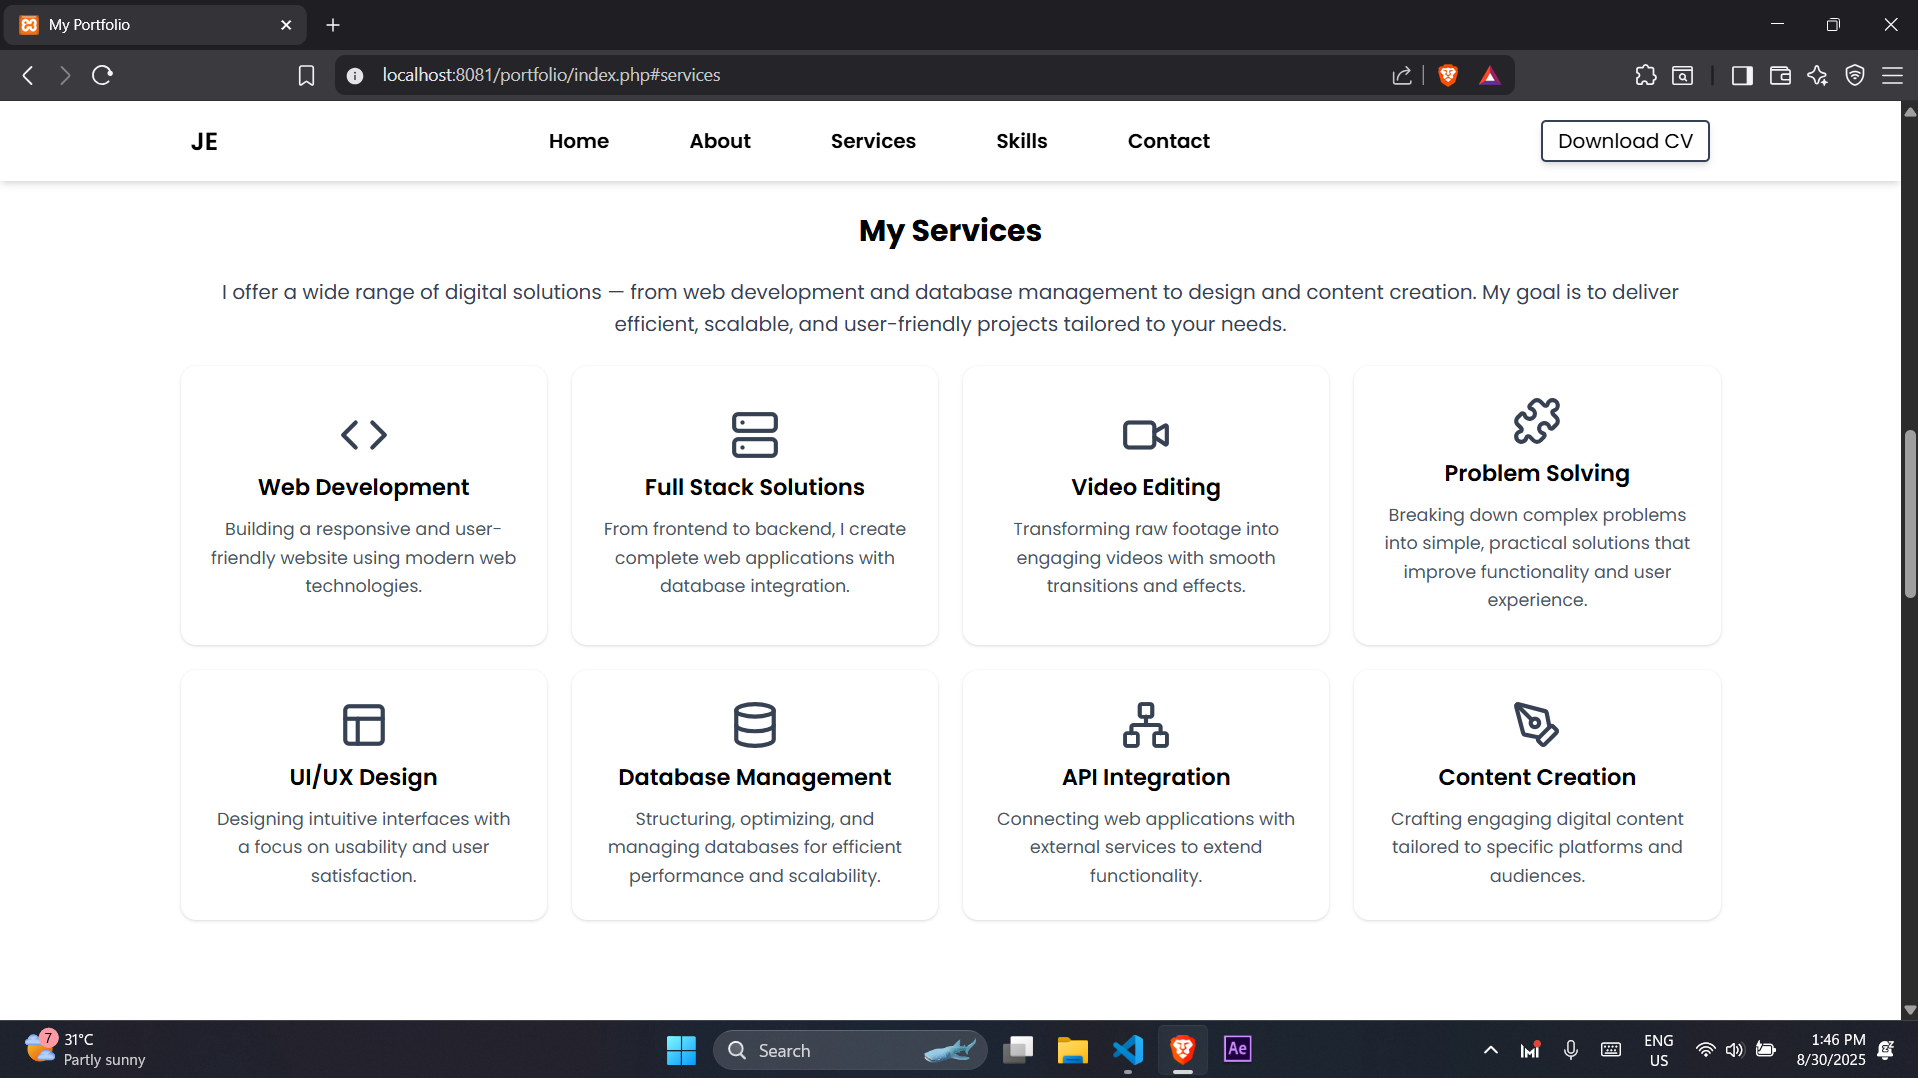 My Portfolio
localhost:8081/portfolio/index.php#services
JE
Home
About
Services
Skills
Contact
Download CV
My Services
I offer a wide range of digital solutions — from web development and database management to design and content creation. My goal is to deliver
efficient, scalable, and user-friendly projects tailored to your needs.
Web Development
Building a responsive and user-
friendly website using modern web
technologies.
Full Stack Solutions
From frontend to backend, I create
complete web applications with
database integration.
Video Editing
Transforming raw footage into
engaging videos with smooth
transitions and effects.
Problem Solving
Breaking down complex problems
into simple, practical solutions that
improve functionality and user
experience.
UI/UX Design
Designing intuitive interfaces with
a focus on usability and user
satisfaction.
Database Management
Structuring, optimizing, and
managing databases for efficient
performance and scalability.
API Integration
Connecting web applications with
external services to extend
functionality.
Content Creation
Crafting engaging digital content
tailored to specific platforms and
audiences.
7
31°C
Partly sunny
Search
Ae
ENG
US
1:46 PM
8/30/2025